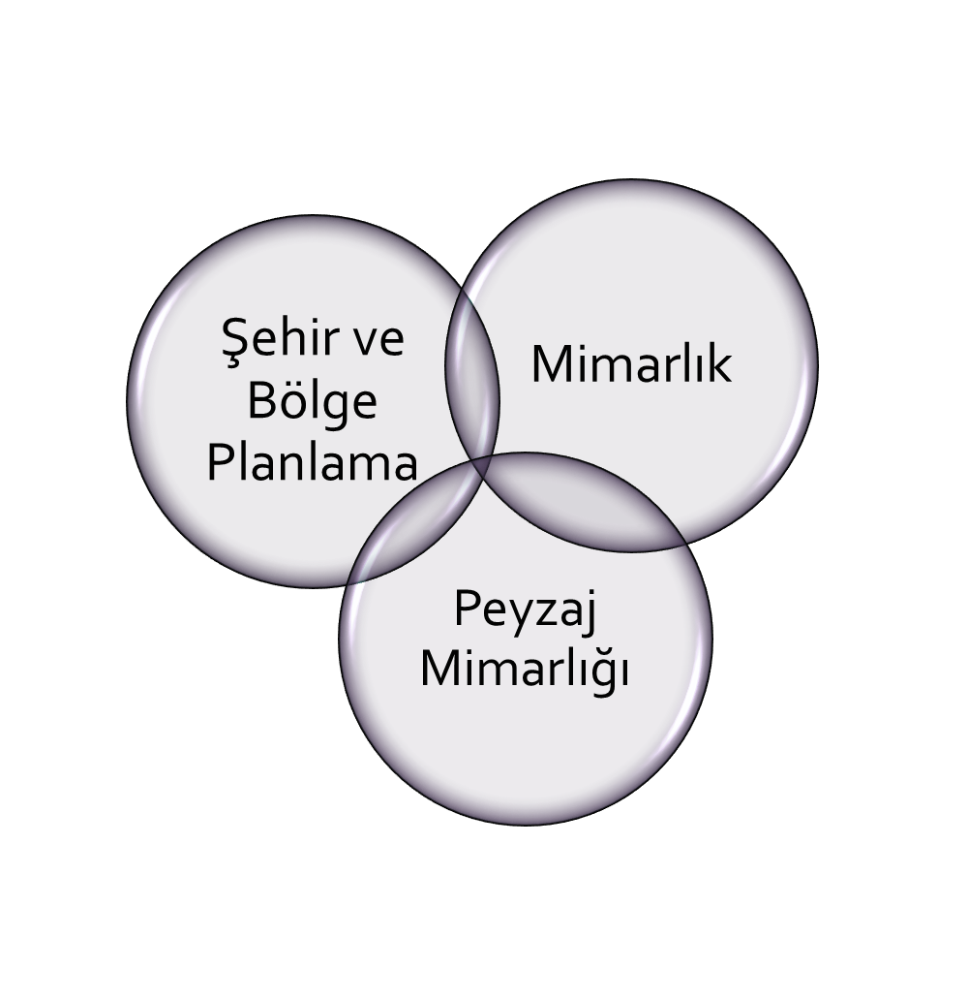 Şehir ve
Bölge
Planlama
Mimarlık
Peyzaj
Mimarlığı